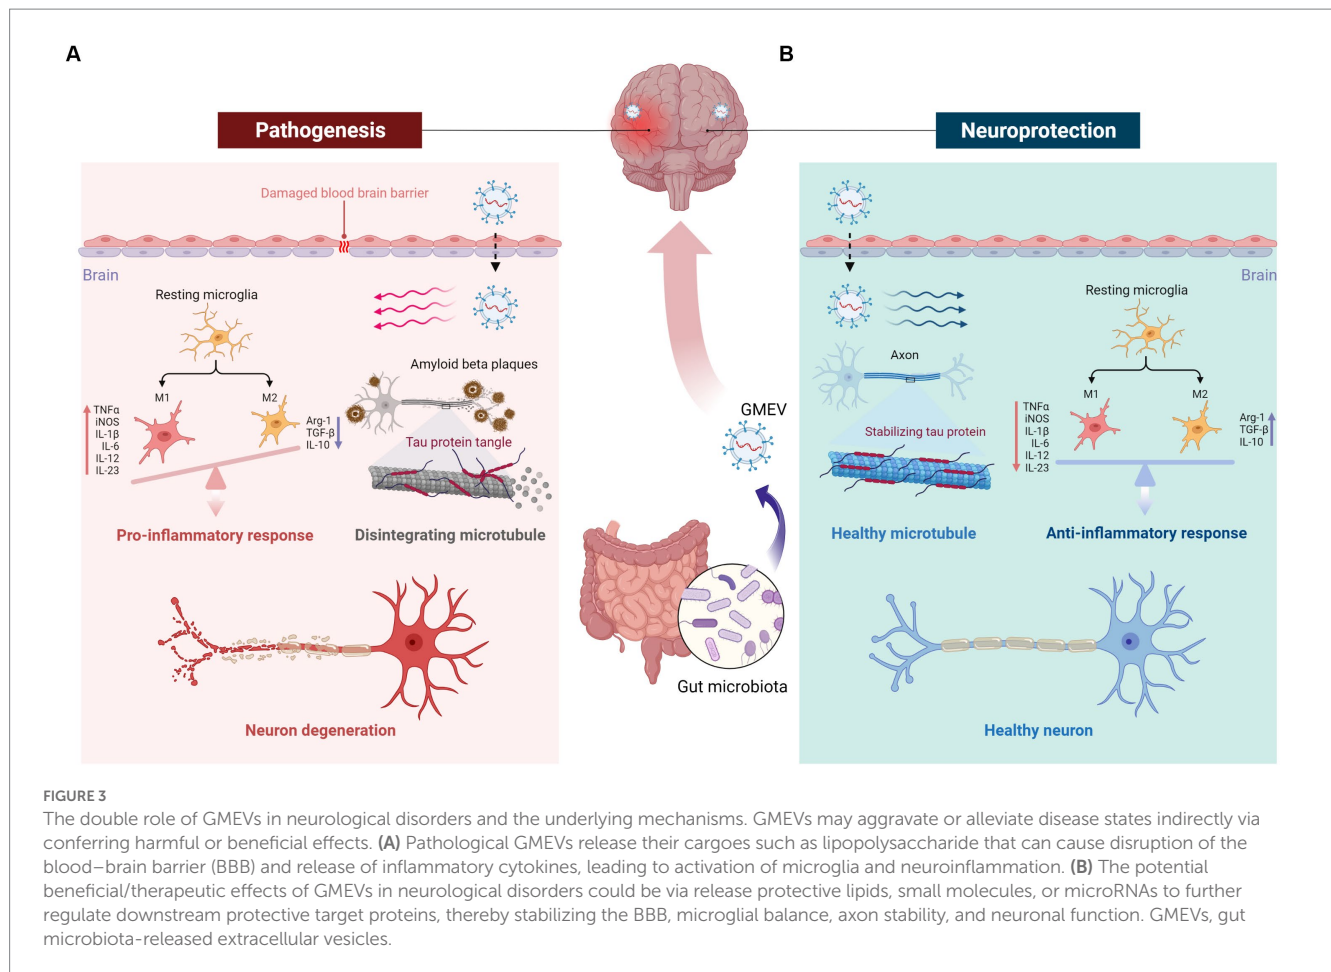 A
B
Pathogenesis
Neuroprotection
Damaged blood brain barrier
Brain
Resting microglia
M1
M2
TNFα
iNOS
IL-1β
IL-6
IL-12
IL-23
Arg-1
TGF-β
IL-10
Pro-inflammatory response
Amyloid beta plaques
Tau protein tangle
Disintegrating microtubule
Neuron degeneration
GMEV
Gut microbiota
Brain
Axon
Stabilizing tau protein
Healthy microtubule
Resting microglia
M1
M2
TNFα
iNOS
IL-1β
IL-6
IL-12
IL-23
Arg-1
TGF-β
IL-10
Anti-inflammatory response
Healthy neuron
FIGURE 3
The double role of GMEVs in neurological disorders and the underlying mechanisms. GMEVs may aggravate or alleviate disease states indirectly via
conferring harmful or beneficial effects. (A) Pathological GMEVs release their cargoes such as lipopolysaccharide that can cause disruption of the
blood–brain barrier (BBB) and release of inflammatory cytokines, leading to activation of microglia and neuroinflammation. (B) The potential
beneficial/therapeutic effects of GMEVs in neurological disorders could be via release protective lipids, small molecules, or microRNAs to further
regulate downstream protective target proteins, thereby stabilizing the BBB, microglial balance, axon stability, and neuronal function. GMEVs, gut
microbiota-released extracellular vesicles.